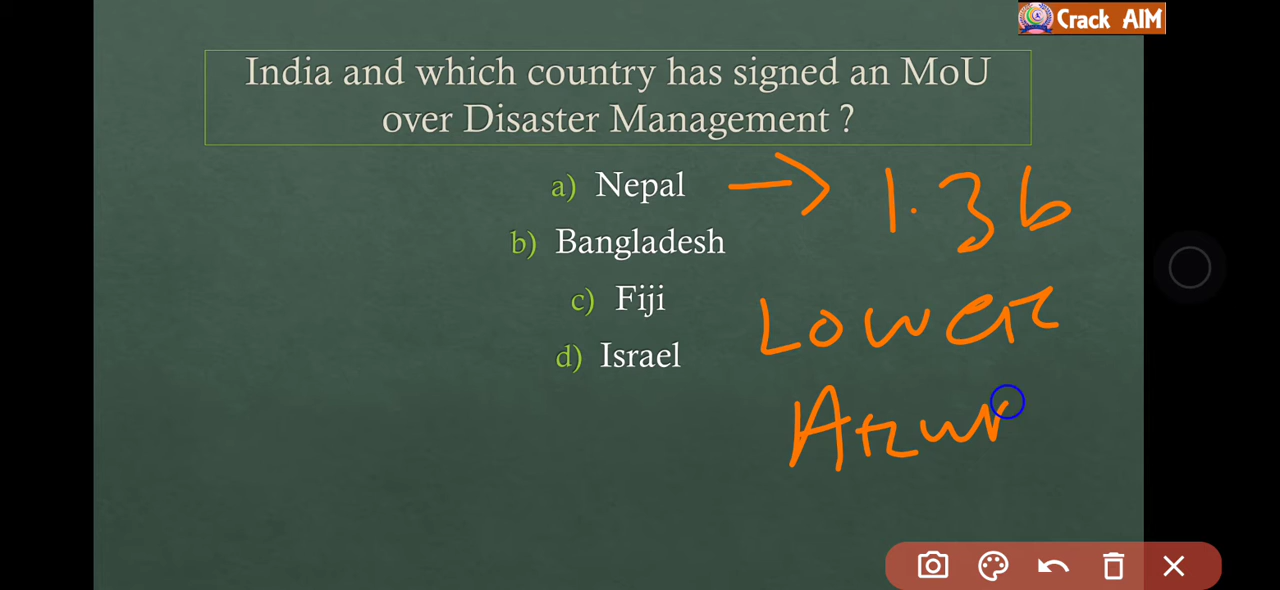 Crack AIM
India and which country has signed an MoU
over Disaster Management ?
a) Nepal → 1.3b
b) Bangladesh
c) Fiji
Lower
d) Israel
Arun